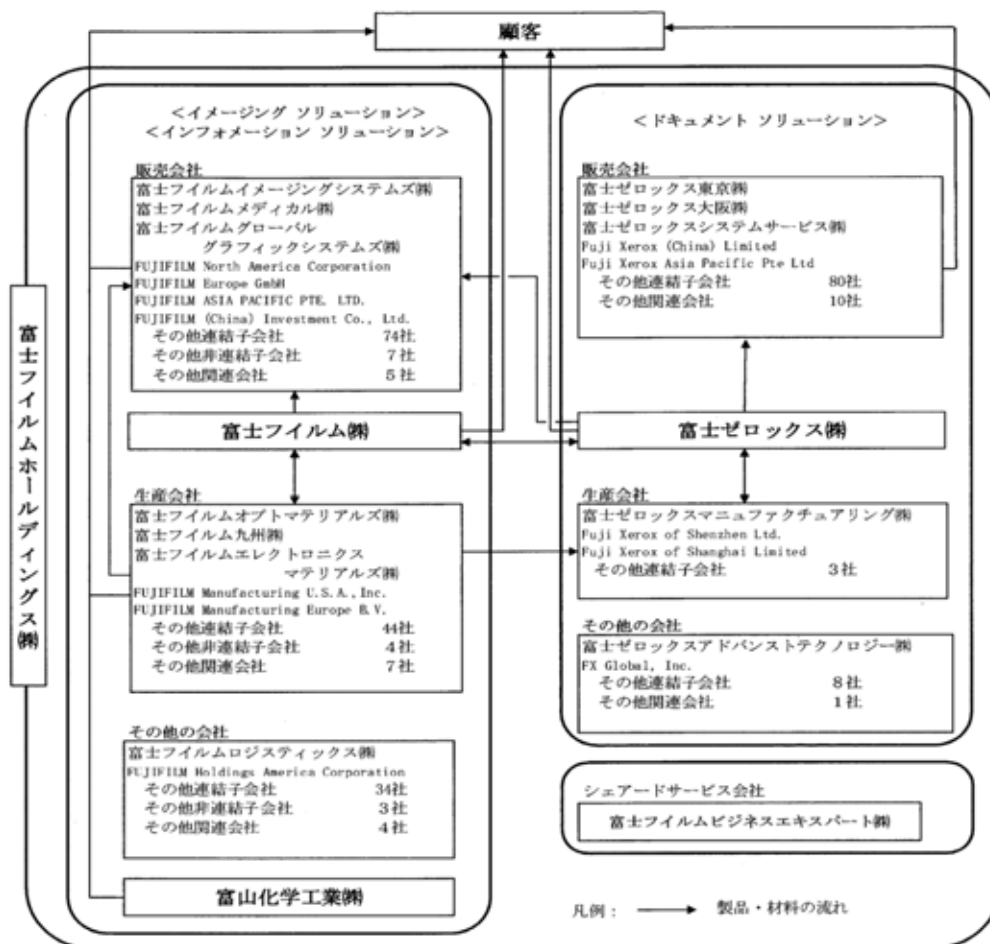 顧客
<イメージング ソリューション>
<インフォメーション ソリューション>
販売会社
富士フイルムイメージングシステムズ㈱
富士フイルムメディカル㈱
富士フイルムグローバル
グラフィックシステムズ㈱
FUJIFILM North America Corporation
FUJIFILM Europe GmbH
FUJIFILM ASIA PACIFIC PTE. LTD.
FUJIFILM (China) Investment Co., Ltd.
その他連結子会社 74社
その他非連結子会社 7社
その他関連会社 5社
富士フイルム㈱
生産会社
富士フイルムオプトマテリアルズ㈱
富士フイルム九州㈱
富士フイルムエレクトロニクス
マテリアルズ㈱
FUJIFILM Manufacturing U.S.A.,Inc.
FUJIFILM Manufacturing Europe B.V.
その他連結子会社 44社
その他非連結子会社 4社
その他関連会社 7社
その他の会社
富士フイルムロジスティックス㈱
FUJIFILM Holdings America Corporation
その他連結子会社 34社
その他非連結子会社 3社
その他関連会社 4社
富山化学工業㈱
富士フイルムホールディングス㈱
<ドキュメント ソリューション>
販売会社
富士ゼロックス東京㈱
富士ゼロックス大阪㈱
富士ゼロックスシステムサービス㈱
Fuji Xerox (China) Limited
Fuji Xerox Asia Pacific Pte Ltd
その他連結子会社 80社
その他関連会社 10社
富士ゼロックス㈱
生産会社
富士ゼロックスマニュファクチュアリング㈱
Fuji Xerox of Shenzhen Ltd.
Fuji Xerox of Shanghai Limited
その他連結子会社 3社
その他の会社
富士ゼロックスアドバンストテクノロジー㈱
FX Global, Inc.
その他連結子会社 8社
その他関連会社 1社
シェアードサービス会社
富士フイルムビジネスエキスパート㈱
凡例： 製品・材料の流れ